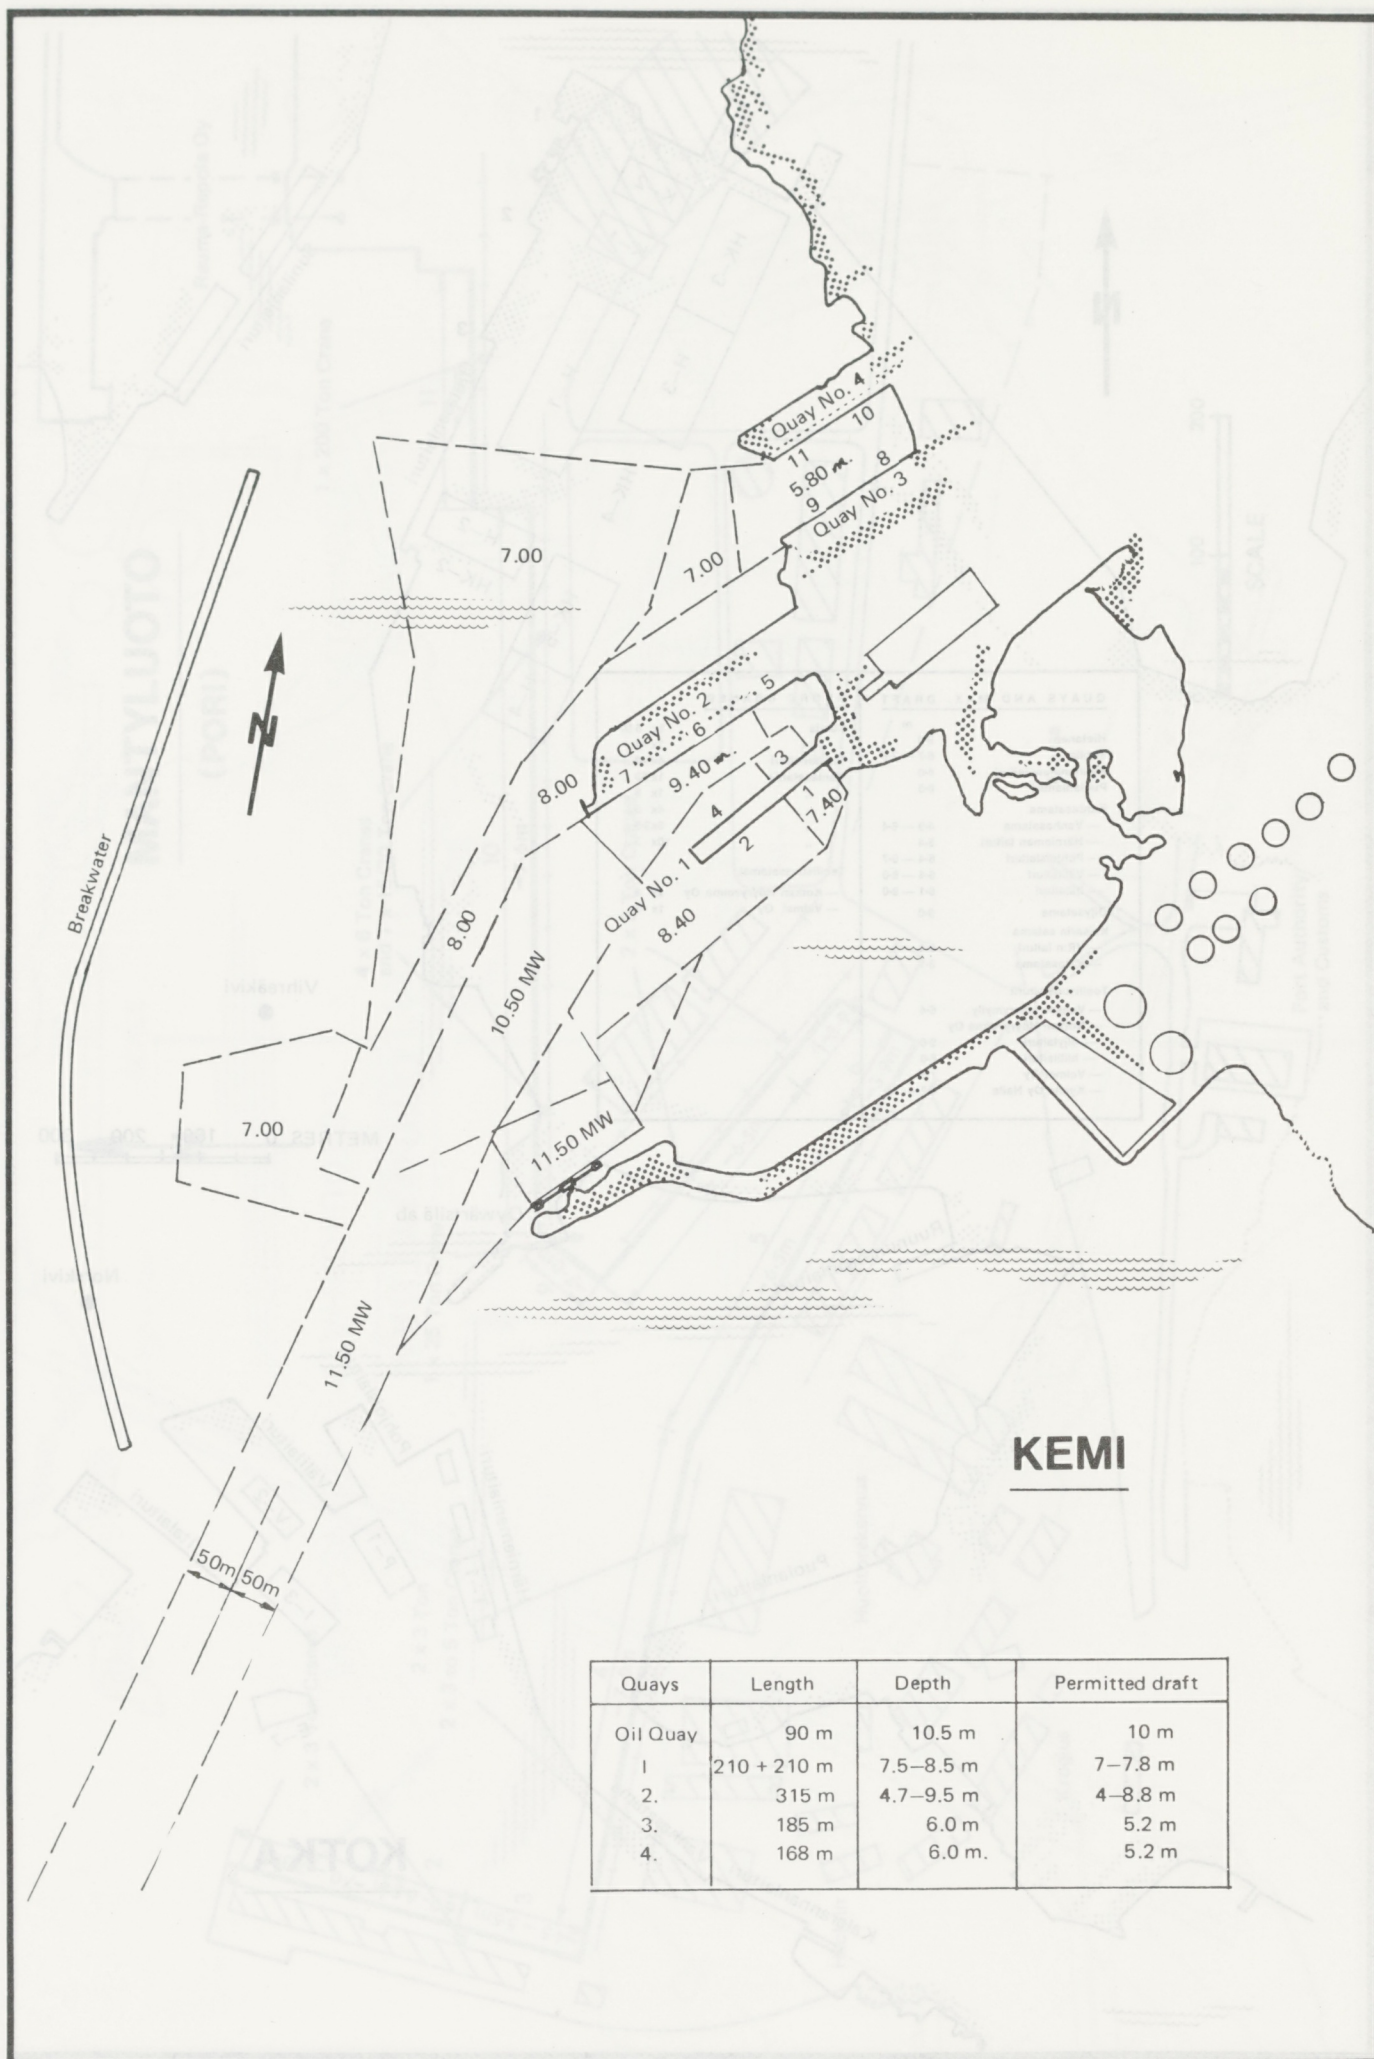 Quay No. 4
10
11
5.80 m.
8
9
Quay No. 3
7.00
7.00
N
Quay No. 2
5
6
7
8.00
9.40 m.
3
4
1
7.40
2
Quay No. 1
8.40
Breakwater
8.00
10.50 MW
7.00
11.50 MW
11.50 MW
KEMI
50m 50m
Quays Length Depth Permitted draft
Oil Quay 90 m 10.5 m 10 m
I 210 + 210 m 7.5–8.5 m 7–7.8 m
2. 315 m 4.7–9.5 m 4–8.8 m
3. 185 m 6.0 m 5.2 m
4. 168 m 6.0 m. 5.2 m